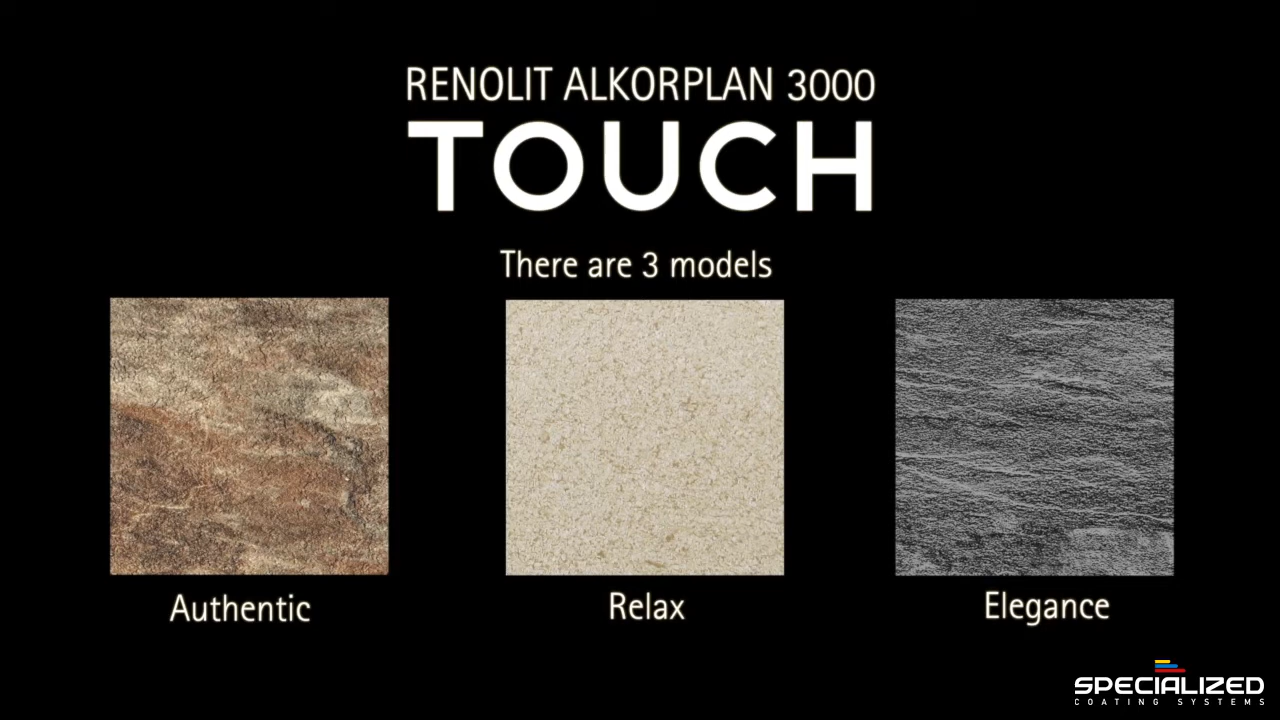 RENOLIT ALKORPLAN 3000
TOUCH
There are 3 models
Authentic
Relax
Elegance
SPECIALIZED
COATING SYSTEMS